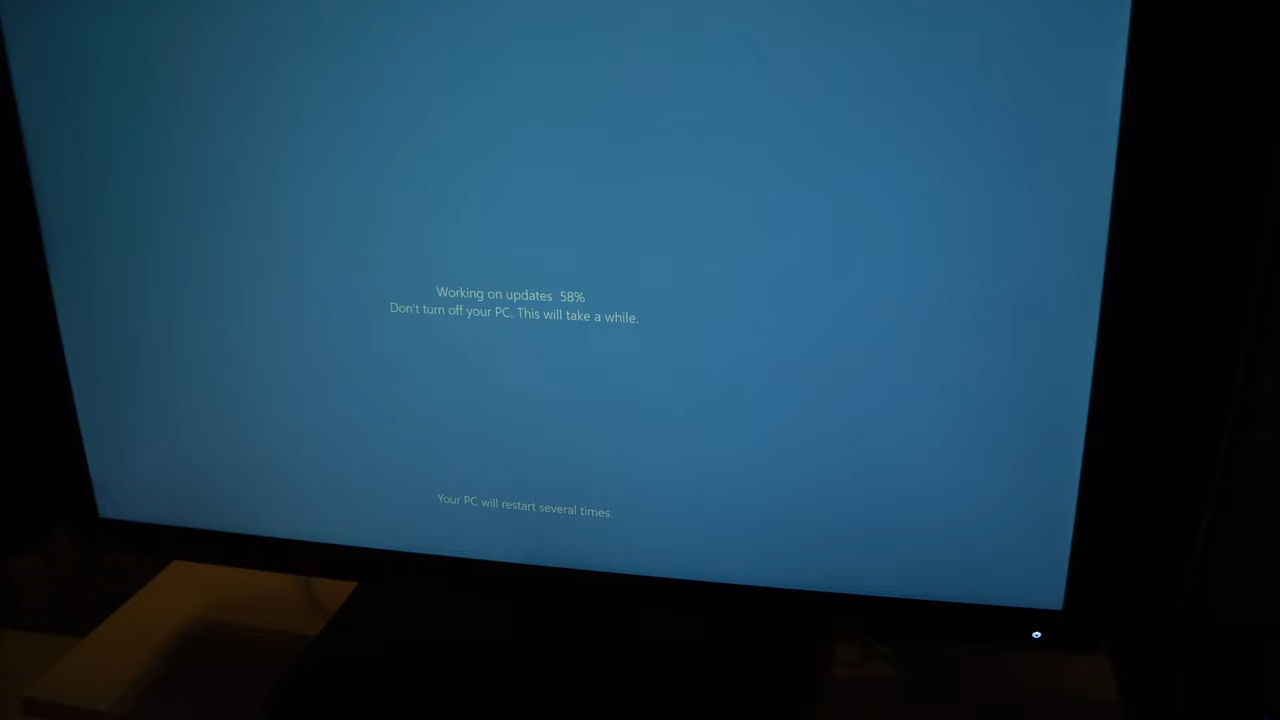 Working on updates 58%
Don't turn off your PC. This will take a while.
Your PC will restart several times.